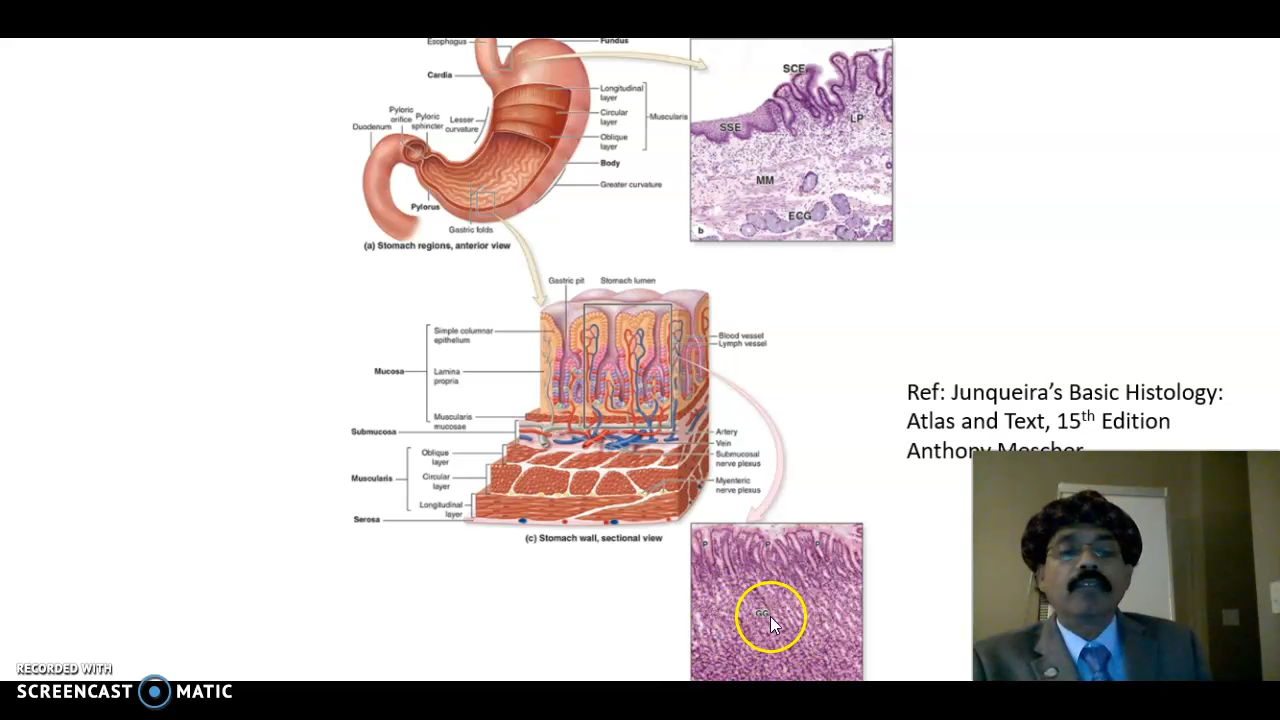 Esophagus
Fundus
Cardia
Longitudinal
layer
Circular
layer
Muscularis
Oblique
layer
Body
Greater curvature
Pyloric
orifice
Pyloric
sphincter
Lesser
curvature
Duodenum
Pylorus
Gastric folds
(a) Stomach regions, anterior view
SCE
SSE
LP
MM
ECG
b
Gastric pit
Stomach lumen
Simple columnar
epithelium
Mucosa
Lamina
propria
Muscularis
mucosae
Submucosa
Oblique
layer
Muscularis
Circular
layer
Longitudinal
layer
Serosa
Blood vessel
Lymph vessel
Artery
Vein
Submucosal
nerve plexus
Myenteric
nerve plexus
(c) Stomach wall, sectional view
P
P
P
GG
Ref: Junqueira’s Basic Histology:
Atlas and Text, 15th Edition
Anthony Mescher
RECORDED WITH
SCREENCAST MATIC